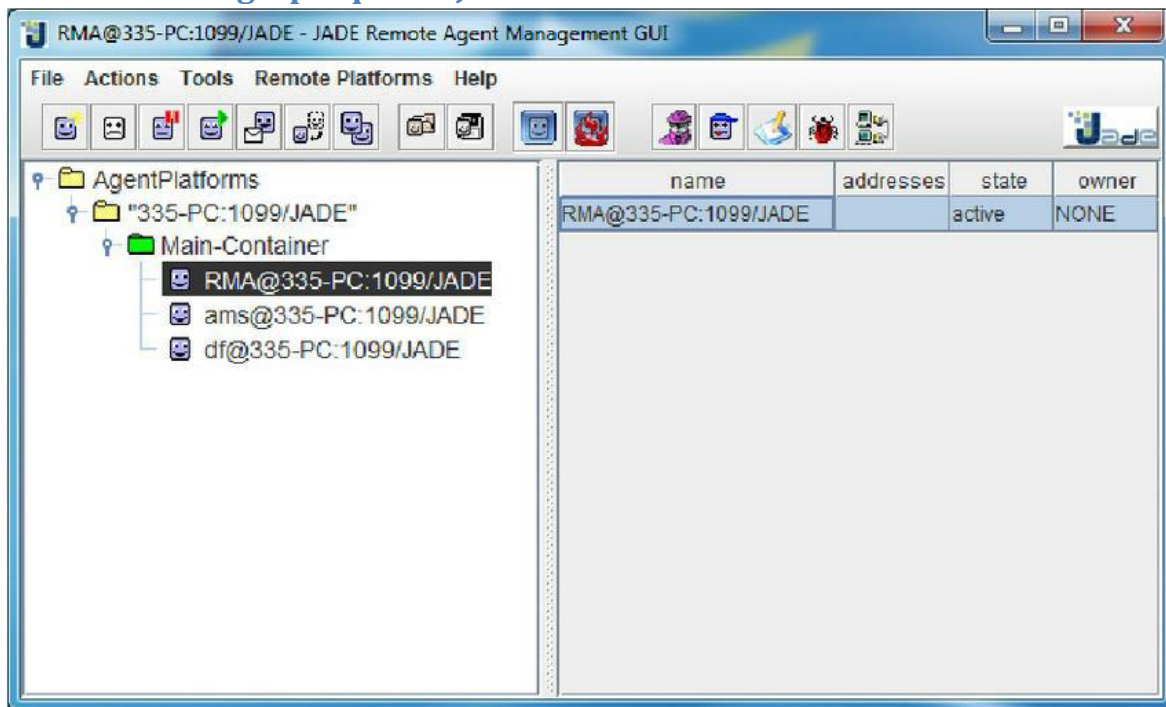 RMA@335-PC:1099/JADE - JADE Remote Agent Management GUI
File Actions Tools Remote Platforms Help
Jade
AgentPlatforms
"335-PC:1099/JADE"
Main-Container
RMA@335-PC:1099/JADE
ams@335-PC:1099/JADE
df@335-PC:1099/JADE
name addresses state owner
RMA@335-PC:1099/JADE active NONE